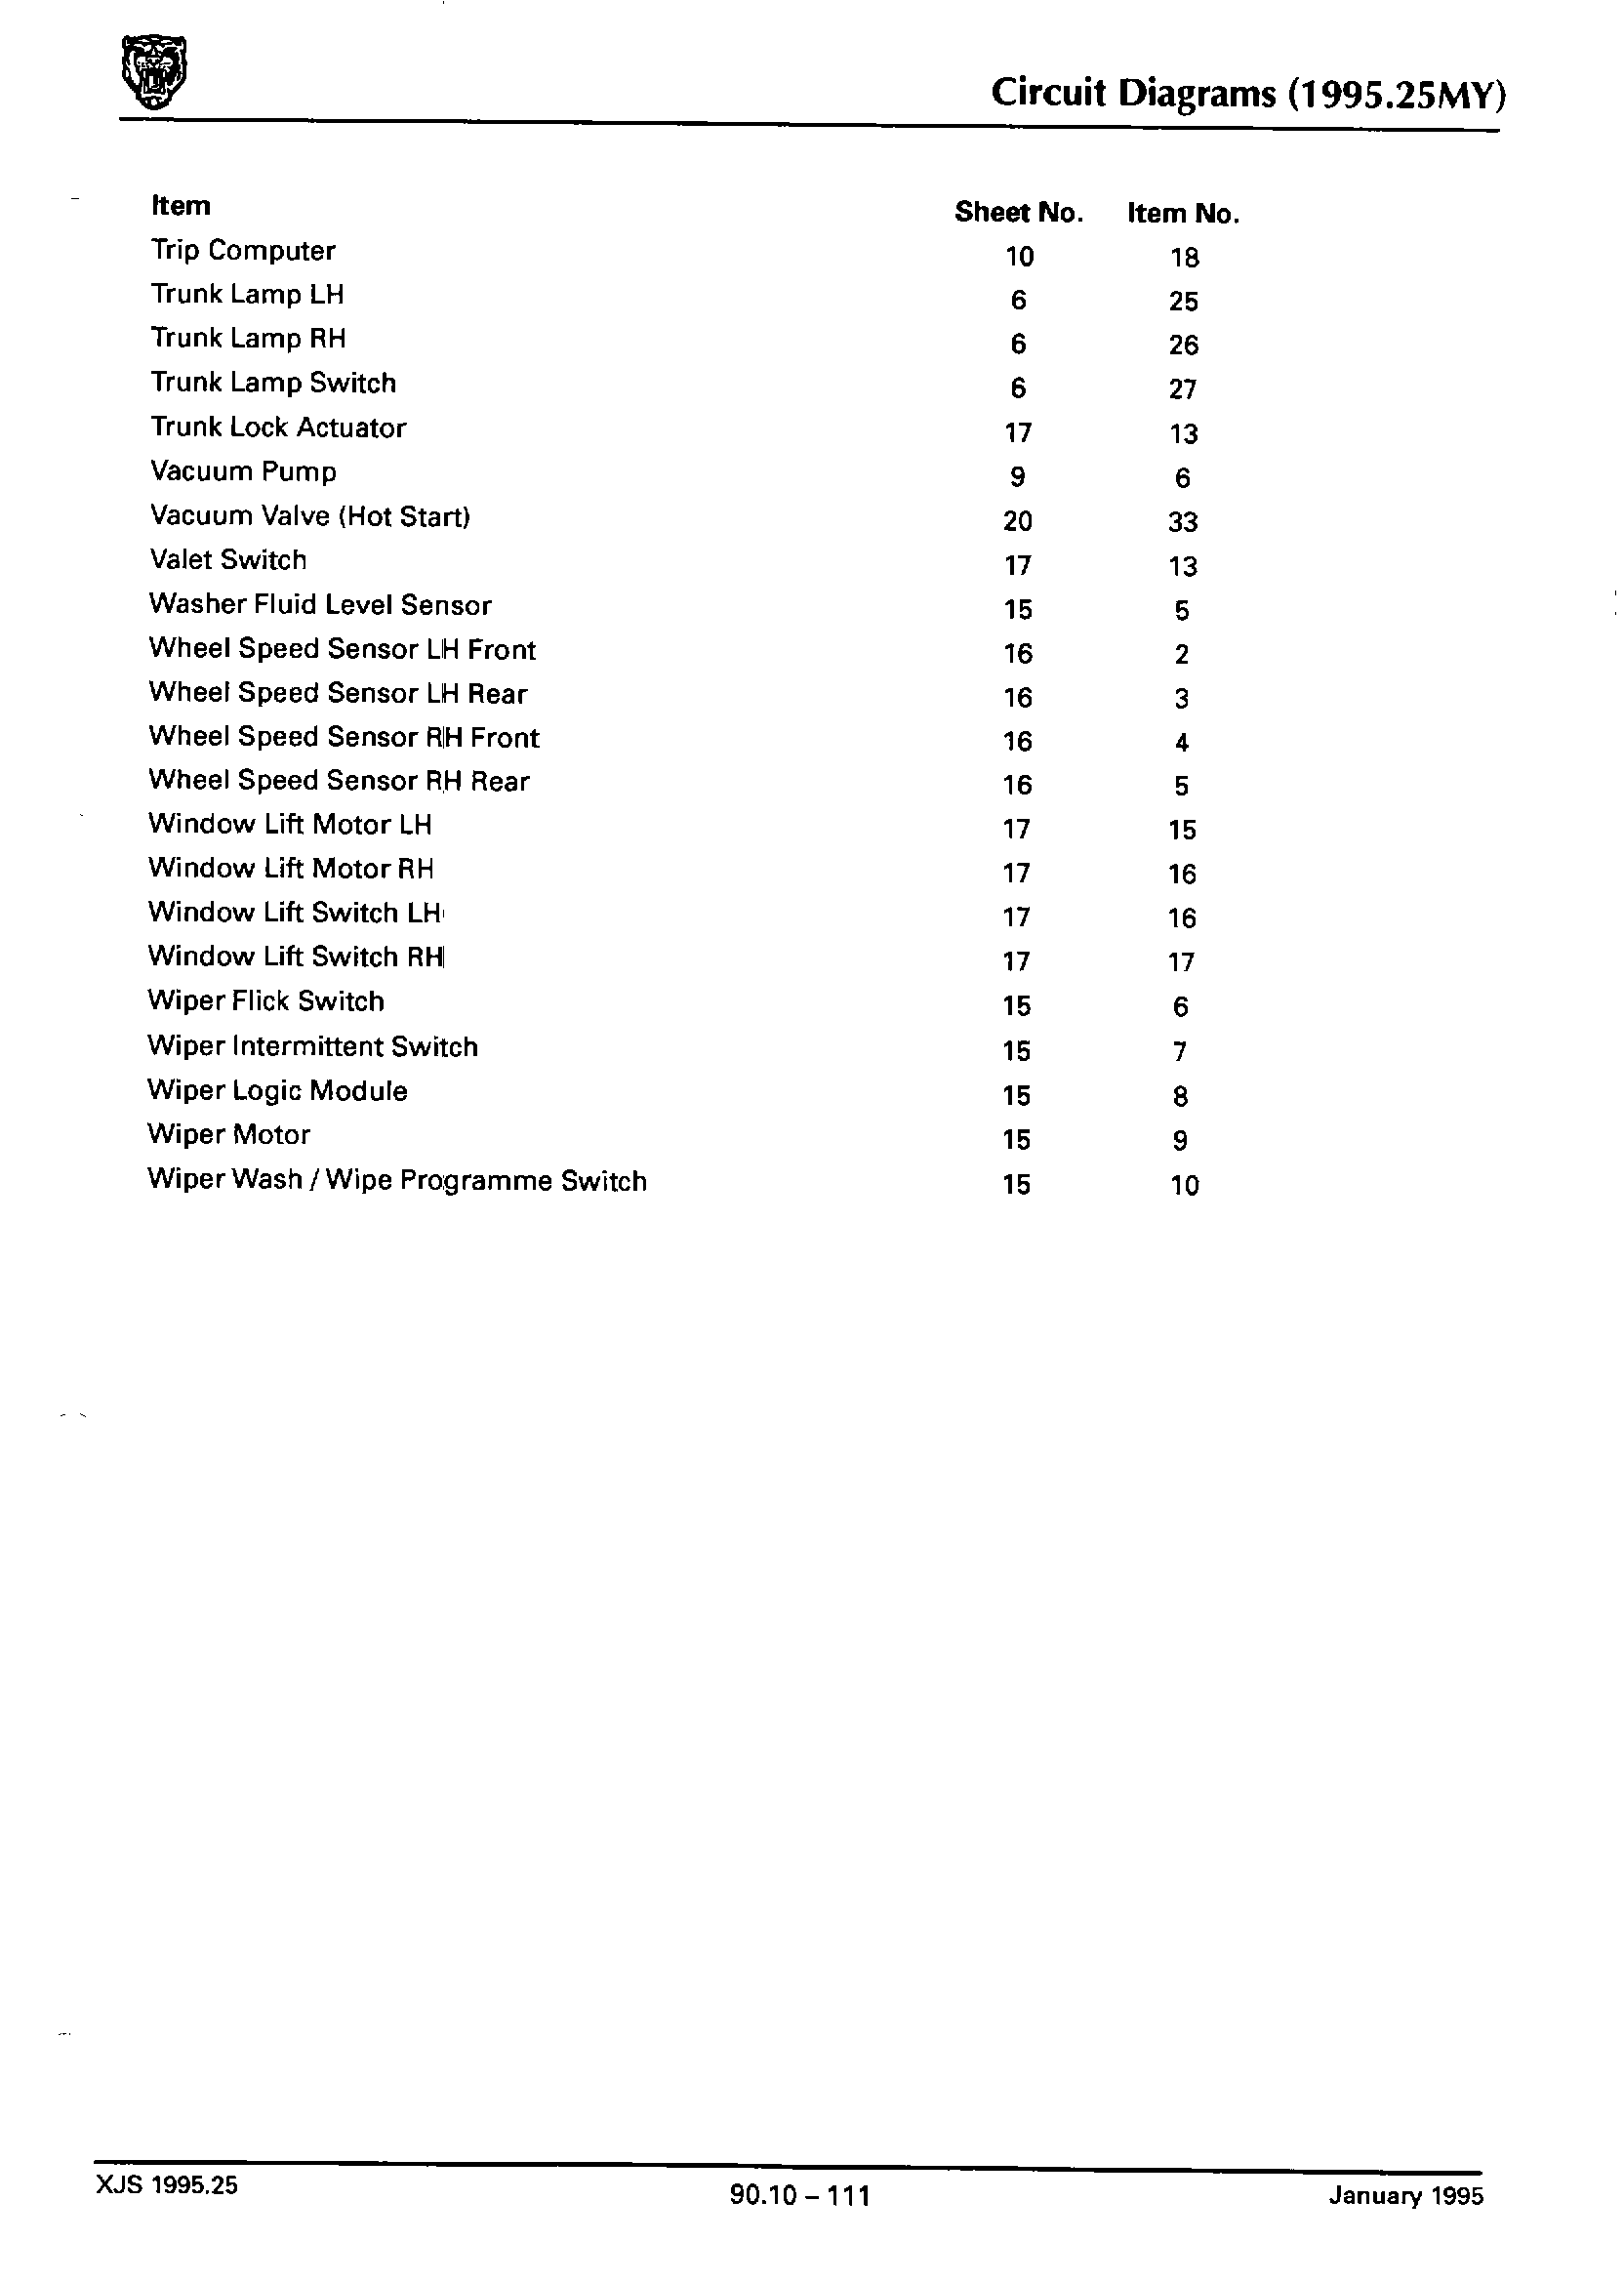 Circuit Diagrams (1995.25MY)
Item Sheet No. Item No.
Trip Computer 10 18
Trunk Lamp LH 6 25
Trunk Lamp RH 6 26
Trunk Lamp Switch 6 27
Trunk Lock Actuator 17 13
Vacuum Pump 9 6
Vacuum Valve (Hot Start) 20 33
Valet Switch 17 13
Washer Fluid Level Sensor 15 5
Wheel Speed Sensor LH Front 16 2
Wheel Speed Sensor LH Rear 16 3
Wheel Speed Sensor RH Front 16 4
Wheel Speed Sensor RH Rear 16 5
Window Lift Motor LH 17 15
Window Lift Motor RH 17 16
Window Lift Switch LH 17 16
Window Lift Switch RH 17 17
Wiper Flick Switch 15 6
Wiper Intermittent Switch 15 7
Wiper Logic Module 15 8
Wiper Motor 15 9
Wiper Wash / Wipe Programme Switch 15 10
XJS 1995.25 90.10 – 111 January 1995